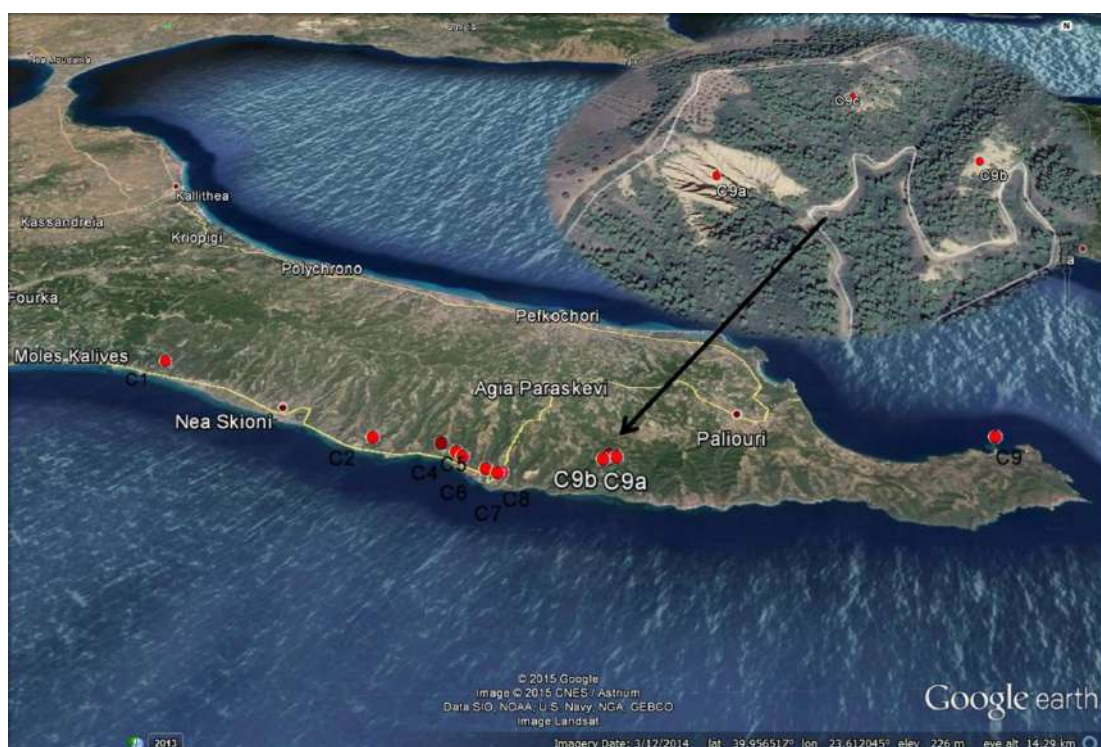 N
C9c
C9a
C9b
Kallithea
Kassandreia
Kriopigi
Polychrono
Fourka
Pefkochori
Moles Kalives
C1
Agia Paraskevi
Nea Skioni
Paliouri
C2
C4
C5
C6
C7
C8
C9b C9a
C9
© 2015 Google
Image © 2015 CNES / Astrium
Data SIO, NOAA, U.S. Navy, NGA, GEBCO
Image Landsat
Google earth
2013
Imagery Date: 3/12/2014 lat 39.956517° lon 23.612045° elev 226 m eye alt 14.29 km